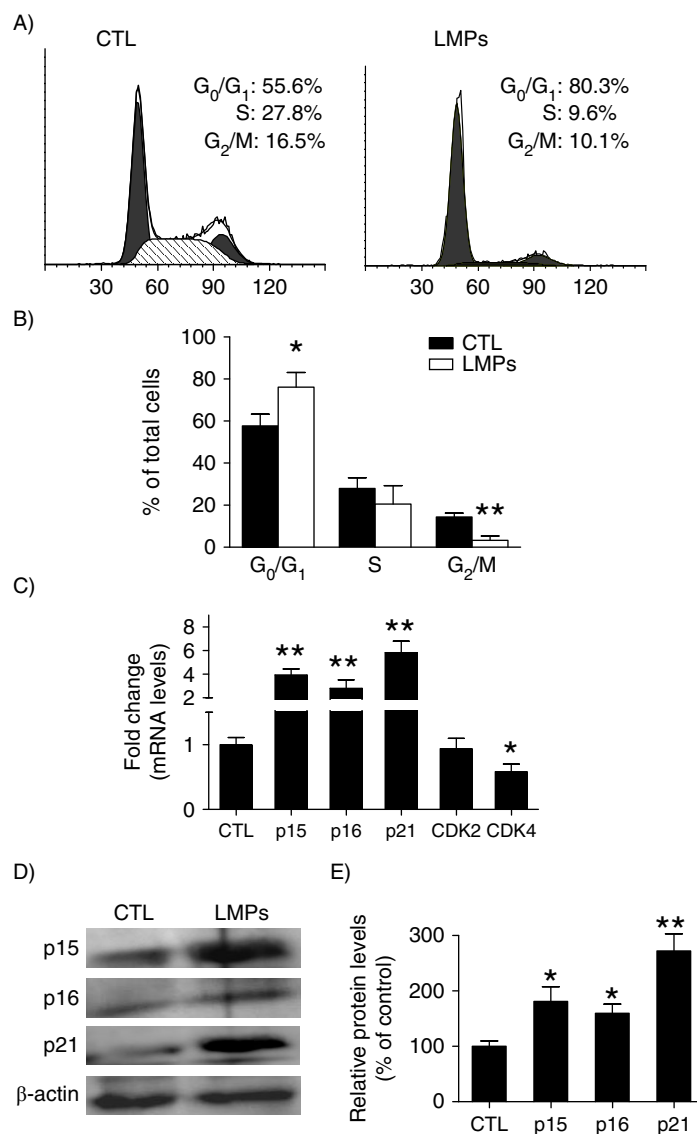 A)
CTL
G0/G1: 55.6%
S: 27.8%
G2/M: 16.5%
30 60 90 120
LMPs
G0/G1: 80.3%
S: 9.6%
G2/M: 10.1%
30 60 90 120
B)
% of total cells
100
80
60
40
20
0
CTL
LMPs
*
**
G0/G1 S G2/M
C)
Fold change
(mRNA levels)
8
6
4
2
1
0
** ** ** *
CTL p15 p16 p21 CDK2 CDK4
D)
CTL LMPs
p15
p16
p21
β-actin
E)
Relative protein levels
(% of control)
300
200
100
0
* * **
CTL p15 p16 p21